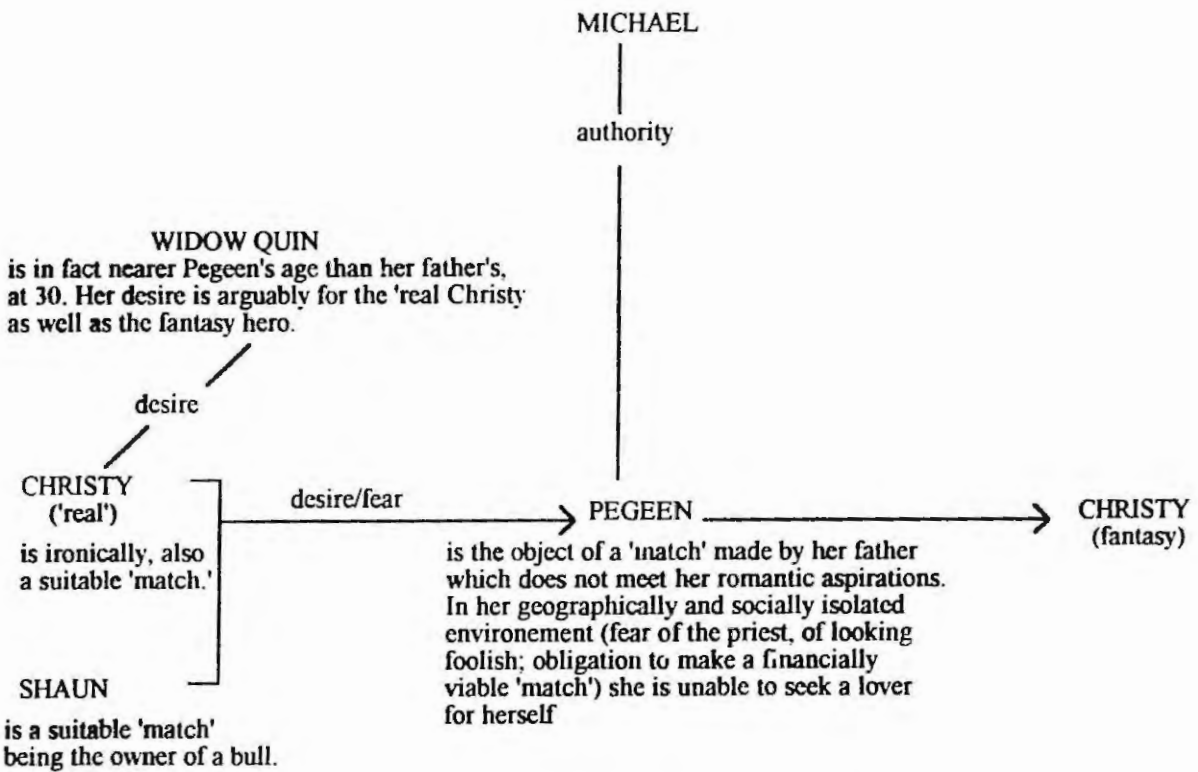 MICHAEL
authority
WIDOW QUIN
is in fact nearer Pegeen's age than her father's,
at 30. Her desire is arguably for the 'real Christy
as well as the fantasy hero.
desire
CHRISTY
('real')
is ironically, also
a suitable 'match.'
SHAUN
is a suitable 'match'
being the owner of a bull.
desire/fear
PEGEEN
is the object of a 'match' made by her father
which does not meet her romantic aspirations.
In her geographically and socially isolated
environement (fear of the priest, of looking
foolish; obligation to make a financially
viable 'match') she is unable to seek a lover
for herself
CHRISTY
(fantasy)